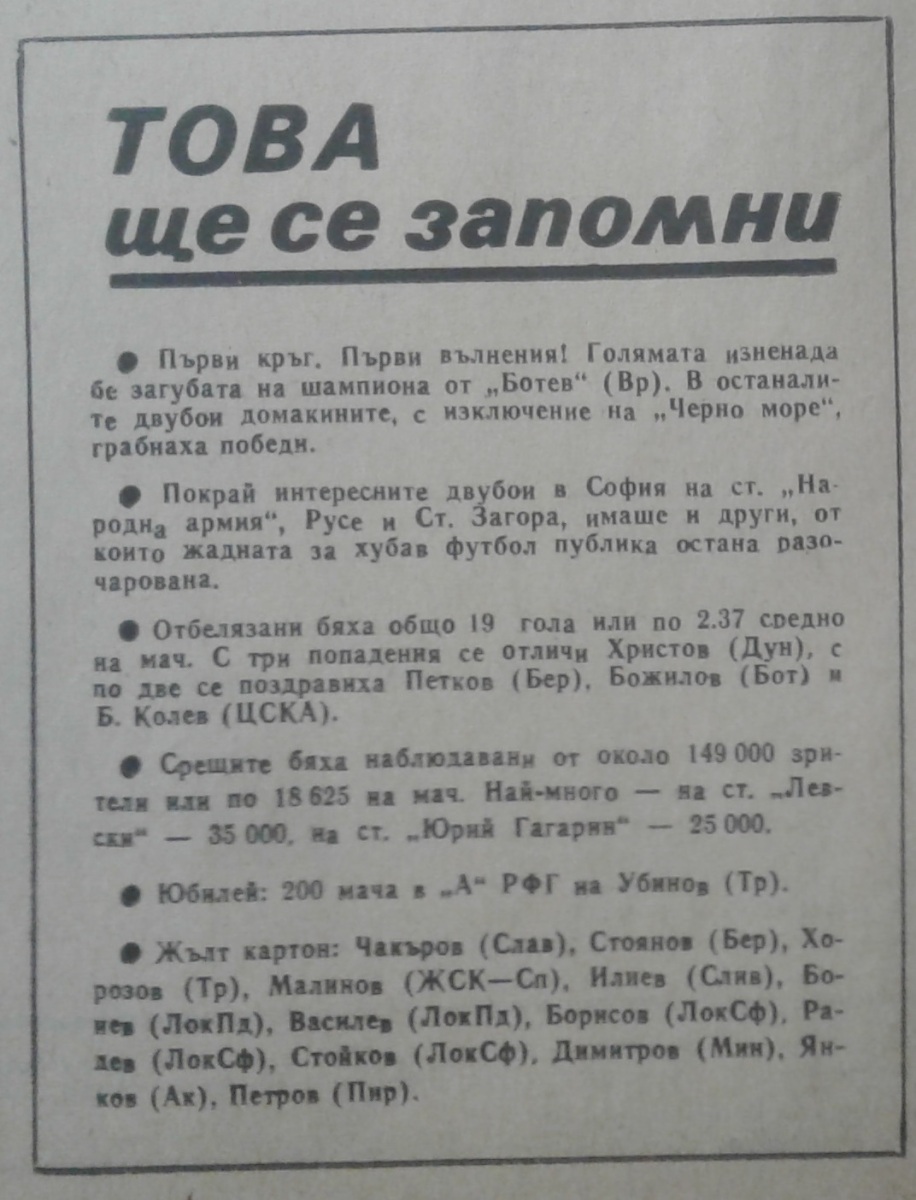 ТОВА
ще се запомни
● Първи кръг. Първи вълнения! Голямата изненада
бе загубата на шампиона от „Ботев“ (Вр). В останали-
те двубои домакините, с изключение на „Черно море“,
грабнаха победи.
● Покрай интересните двубои в София на ст. „На-
родна армия“, Русе и Ст. Загора, имаше и други, от
които жадната за хубав футбол публика остана разо-
чарована.
● Отбелязани бяха общо 19 гола или по 2.37 средно
на мач. С три попадения се отличи Христов (Дун), с
по две се поздравиха Петков (Бер), Божилов (Бот) и
Б. Колев (ЦСКА).
● Срещите бяха наблюдавани от около 149 000 зри-
тели или по 18 625 на мач. Най-много — на ст. „Лев-
ски“ — 35 000, на ст. „Юрий Гагарин“ — 25 000.
● Юбилей: 200 мача в „А“ РФГ на Убинов (Тр).
● Жълт картон: Чакъров (Слав), Стоянов (Бер), Хо-
розов (Тр), Малинов (ЖСК—Сп), Илиев (Слив), Бо-
нев (ЛокПд), Василев (ЛокПд), Борисов (ЛокСф), Ра-
дев (ЛокСф), Стойков (ЛокСф), Димитров (Мин), Ян-
ков (Ак), Петров (Пир).